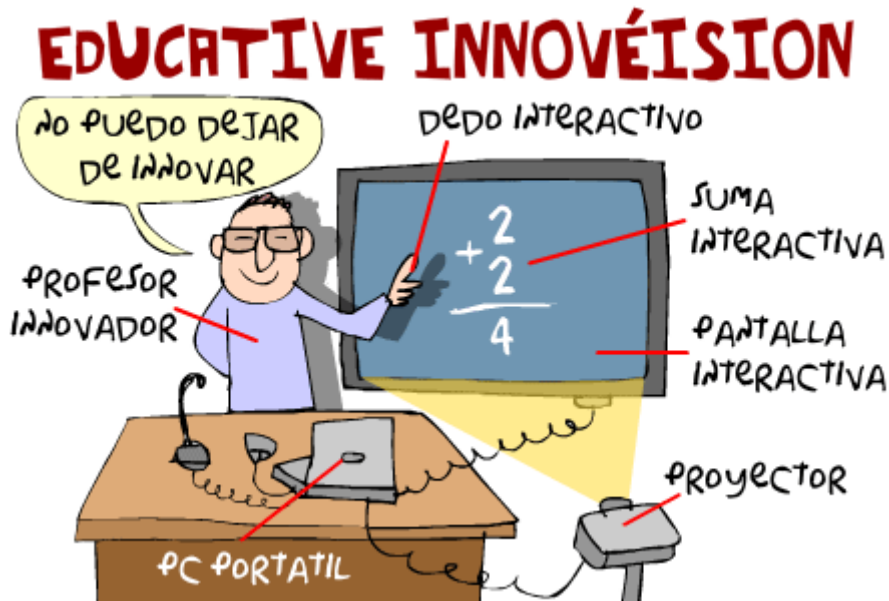 EDUCATIVE INNOVÉISION
NO PUEDO DEJAR
DE INNOVAR
DEDO INTERACTIVO
SUMA
INTERACTIVA
PROFESOR
INNOVADOR
+ 2
2
4
PANTALLA
INTERACTIVA
PROYECTOR
PC PORTATIL